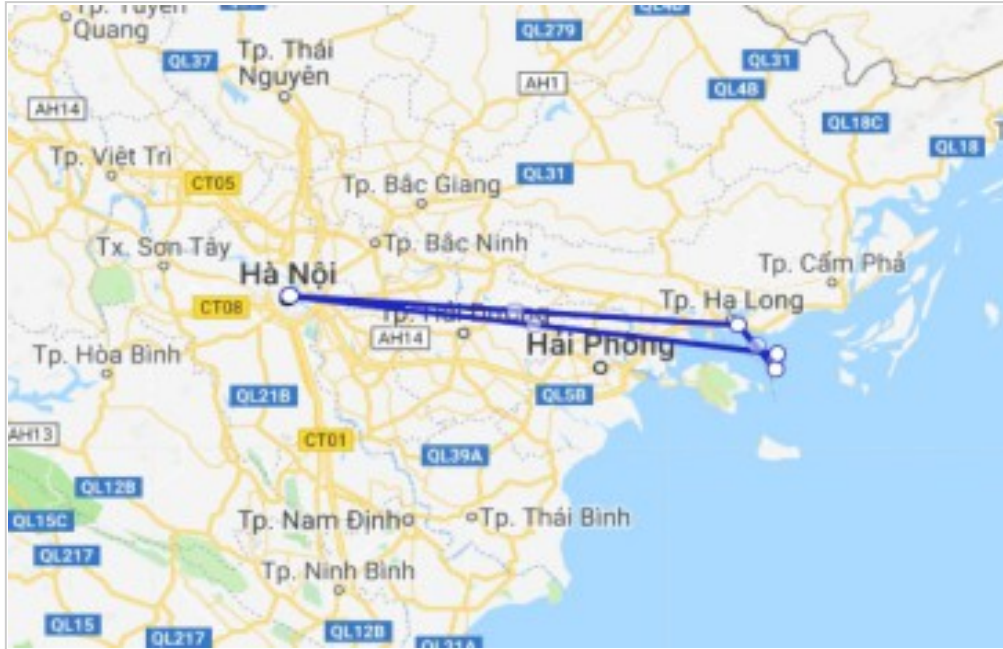 Tp. Tuyên
Quang
QL37
Tp. Thái
Nguyên
QL279
QL4B
QL31
AH1
QL4B
AH14
QL18C
QL18
Tp. Việt Trì
CT05
Tp. Bắc Giang
QL31
Tx. Sơn Tây
Tp. Bắc Ninh
Tp. Cẩm Phả
Hà Nội
CT08
Tp. Hạ Long
AH14
Hải Phòng
Tp. Hòa Bình
QL21B
QL5B
AH13
CT01
QL39A
QL12B
QL15C
Tp. Nam Định
Tp. Thái Bình
QL217
Tp. Ninh Bình
QL15
QL217
QL12B
QL21A